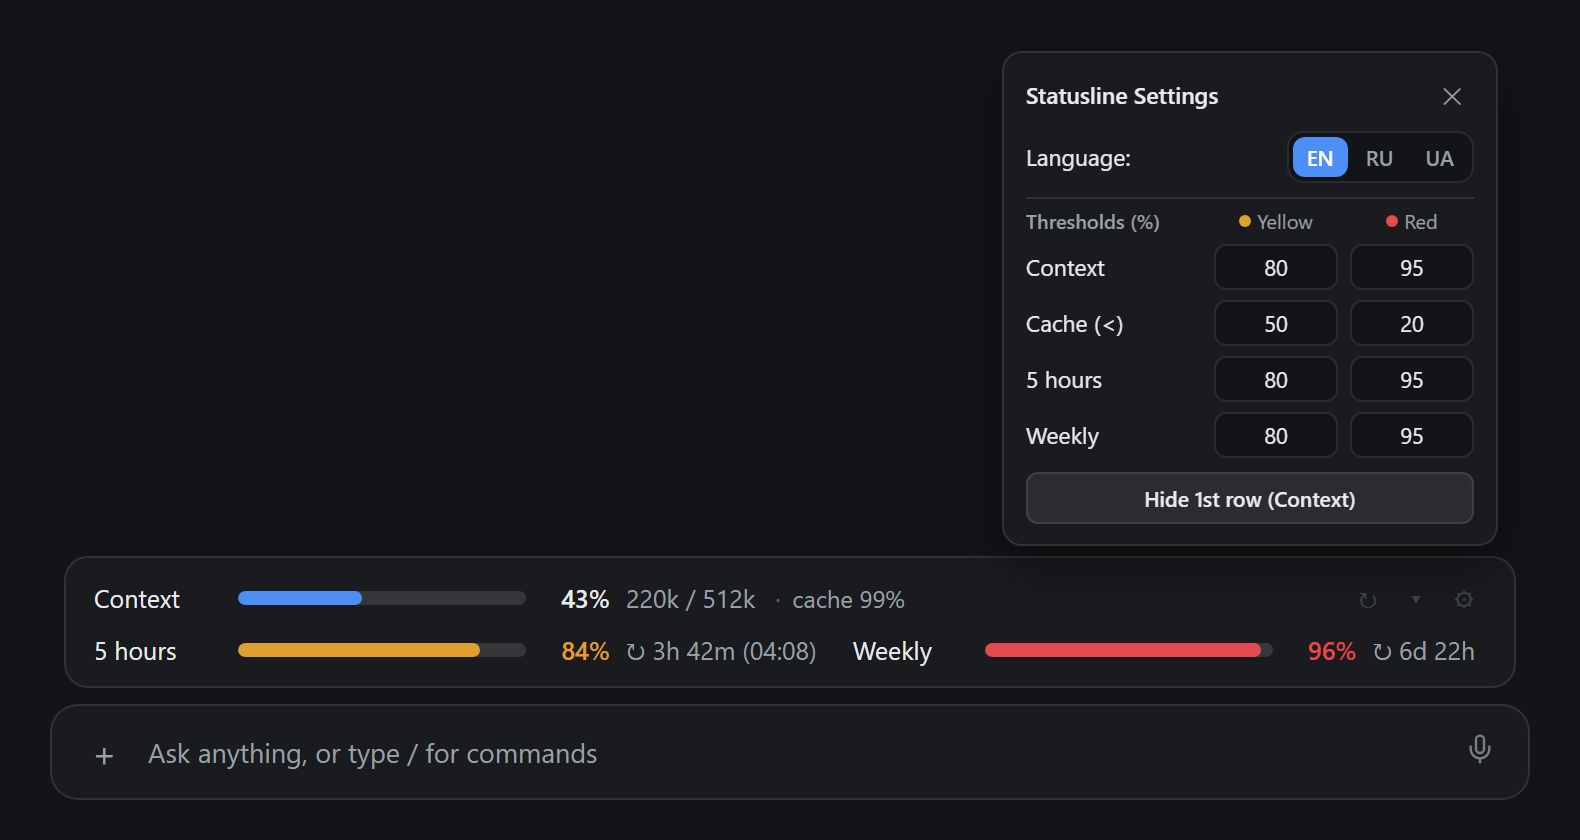 Statusline Settings
Language: EN RU UA
Thresholds (%) Yellow Red
Context 80 95
Cache (<) 50 20
5 hours 80 95
Weekly 80 95
Hide 1st row (Context)
Context 43% 220k / 512k · cache 99%
5 hours 84% ↻ 3h 42m (04:08) Weekly 96% ↻ 6d 22h
+ Ask anything, or type / for commands